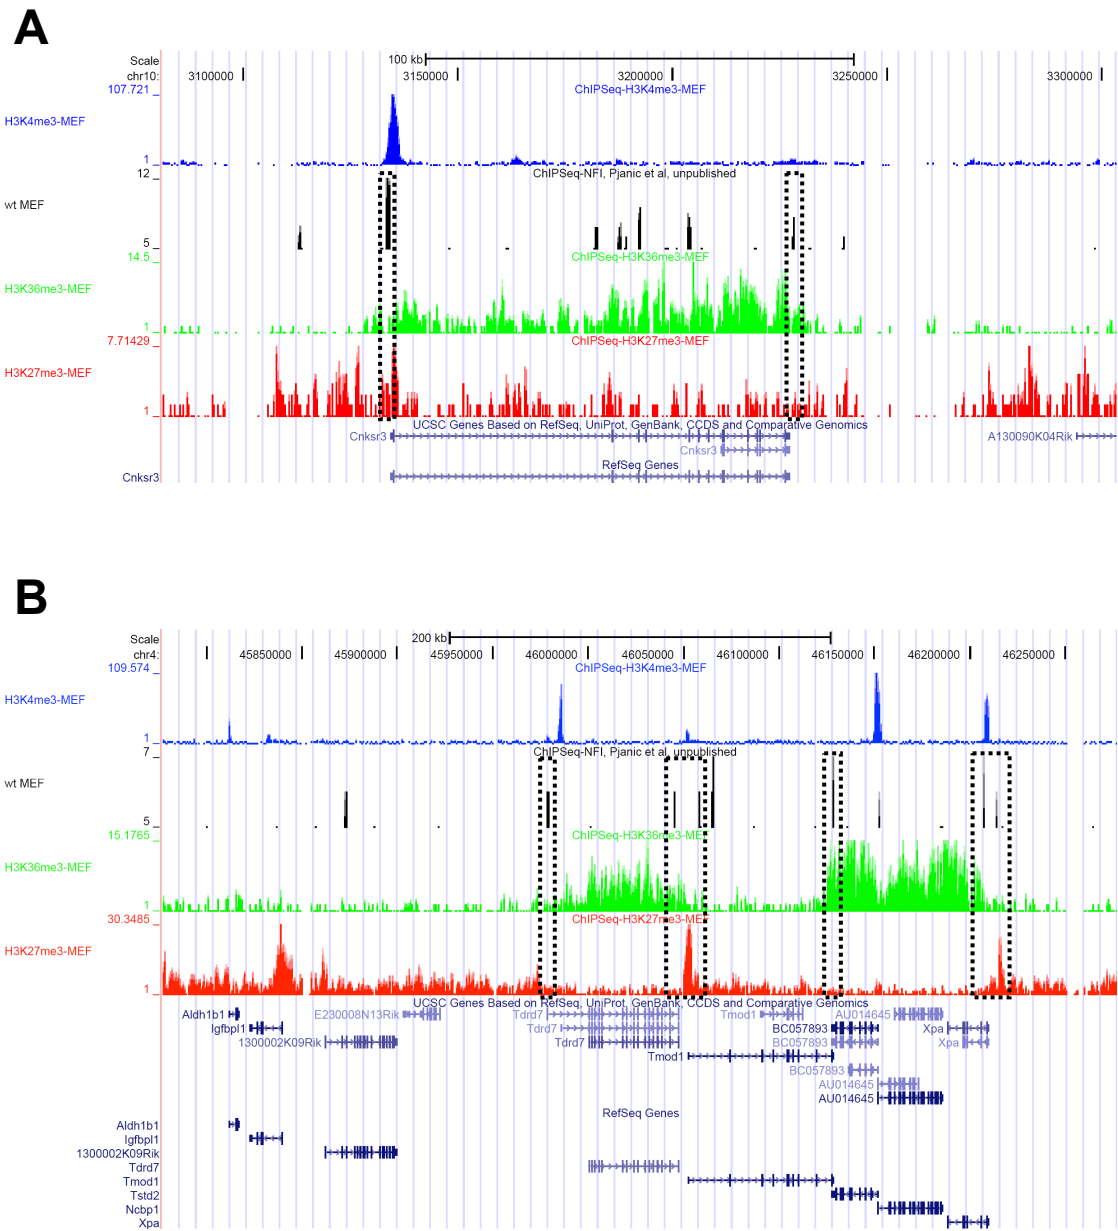 A
Scale 100 kb
chr10: 3100000 3150000 3200000 3250000 3300000
107.721 ChIPSeq-H3K4me3-MEF
H3K4me3-MEF
1
12 ChIPSeq-NFI, Pjanic et al, unpublished
wt MEF
5
14.5 ChIPSeq-H3K36me3-MEF
H3K36me3-MEF
1
7.71429 ChIPSeq-H3K27me3-MEF
H3K27me3-MEF
1
UCSC Genes Based on RefSeq, UniProt, GenBank, CCDS and Comparative Genomics
Cnksr3 A130090K04Rik
Cnksr3
RefSeq Genes
Cnksr3
B
Scale 200 kb
chr4: 45850000 45900000 45950000 46000000 46050000 46100000 46150000 46200000 46250000
109.574 ChIPSeq-H3K4me3-MEF
H3K4me3-MEF
1
7 ChIPSeq-NFI, Pjanic et al, unpublished
wt MEF
5
15.1765 ChIPSeq-H3K36me3-MEF
H3K36me3-MEF
1
30.3485 ChIPSeq-H3K27me3-MEF
H3K27me3-MEF
1
UCSC Genes Based on RefSeq, UniProt, GenBank, CCDS and Comparative Genomics
Aldh1b1 E230008N13Rik Tdrd7 Tmod1 AU014645
Igfbpl1 Tdrd7 BC057893 Xpa
1300002K09Rik Tdrd7 BC057893 Xpa
Tmod1
BC057893
AU014645
AU014645
RefSeq Genes
Aldh1b1
Igfbpl1
1300002K09Rik
Tdrd7
Tmod1
Tstd2
Ncbp1
Xpa